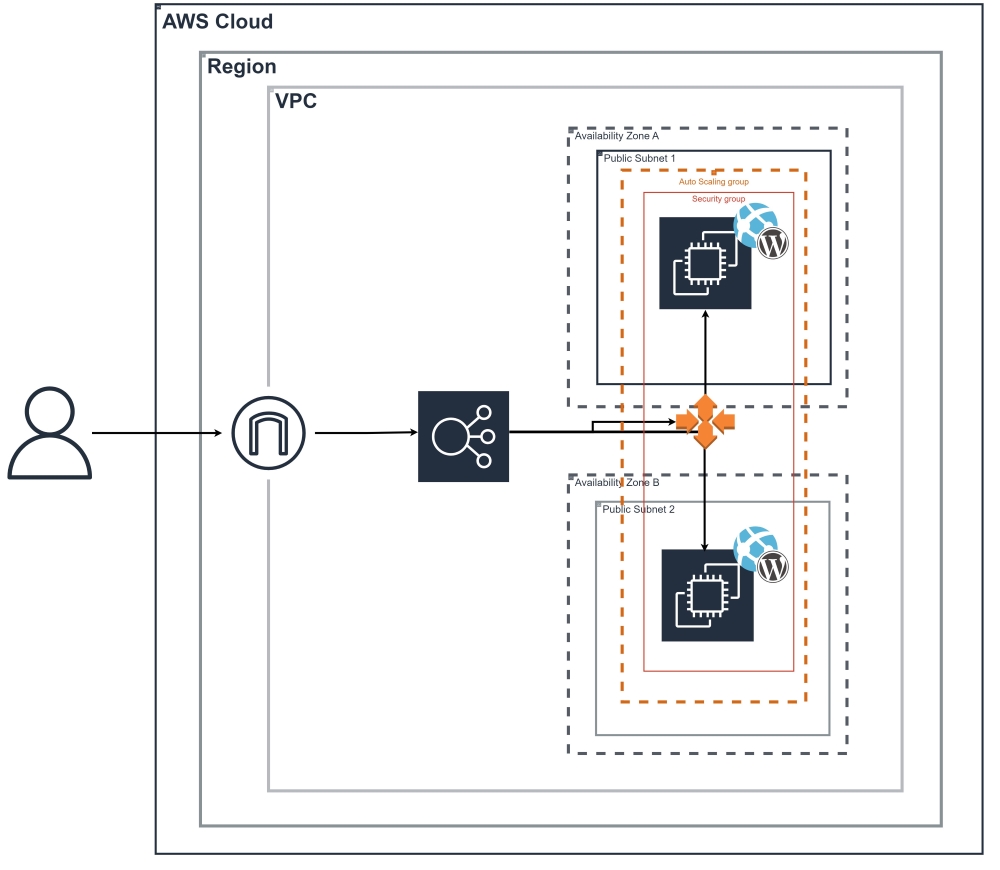 AWS Cloud
Region
VPC
Availability Zone A
Public Subnet 1
Auto Scaling group
Security group
Availability Zone B
Public Subnet 2